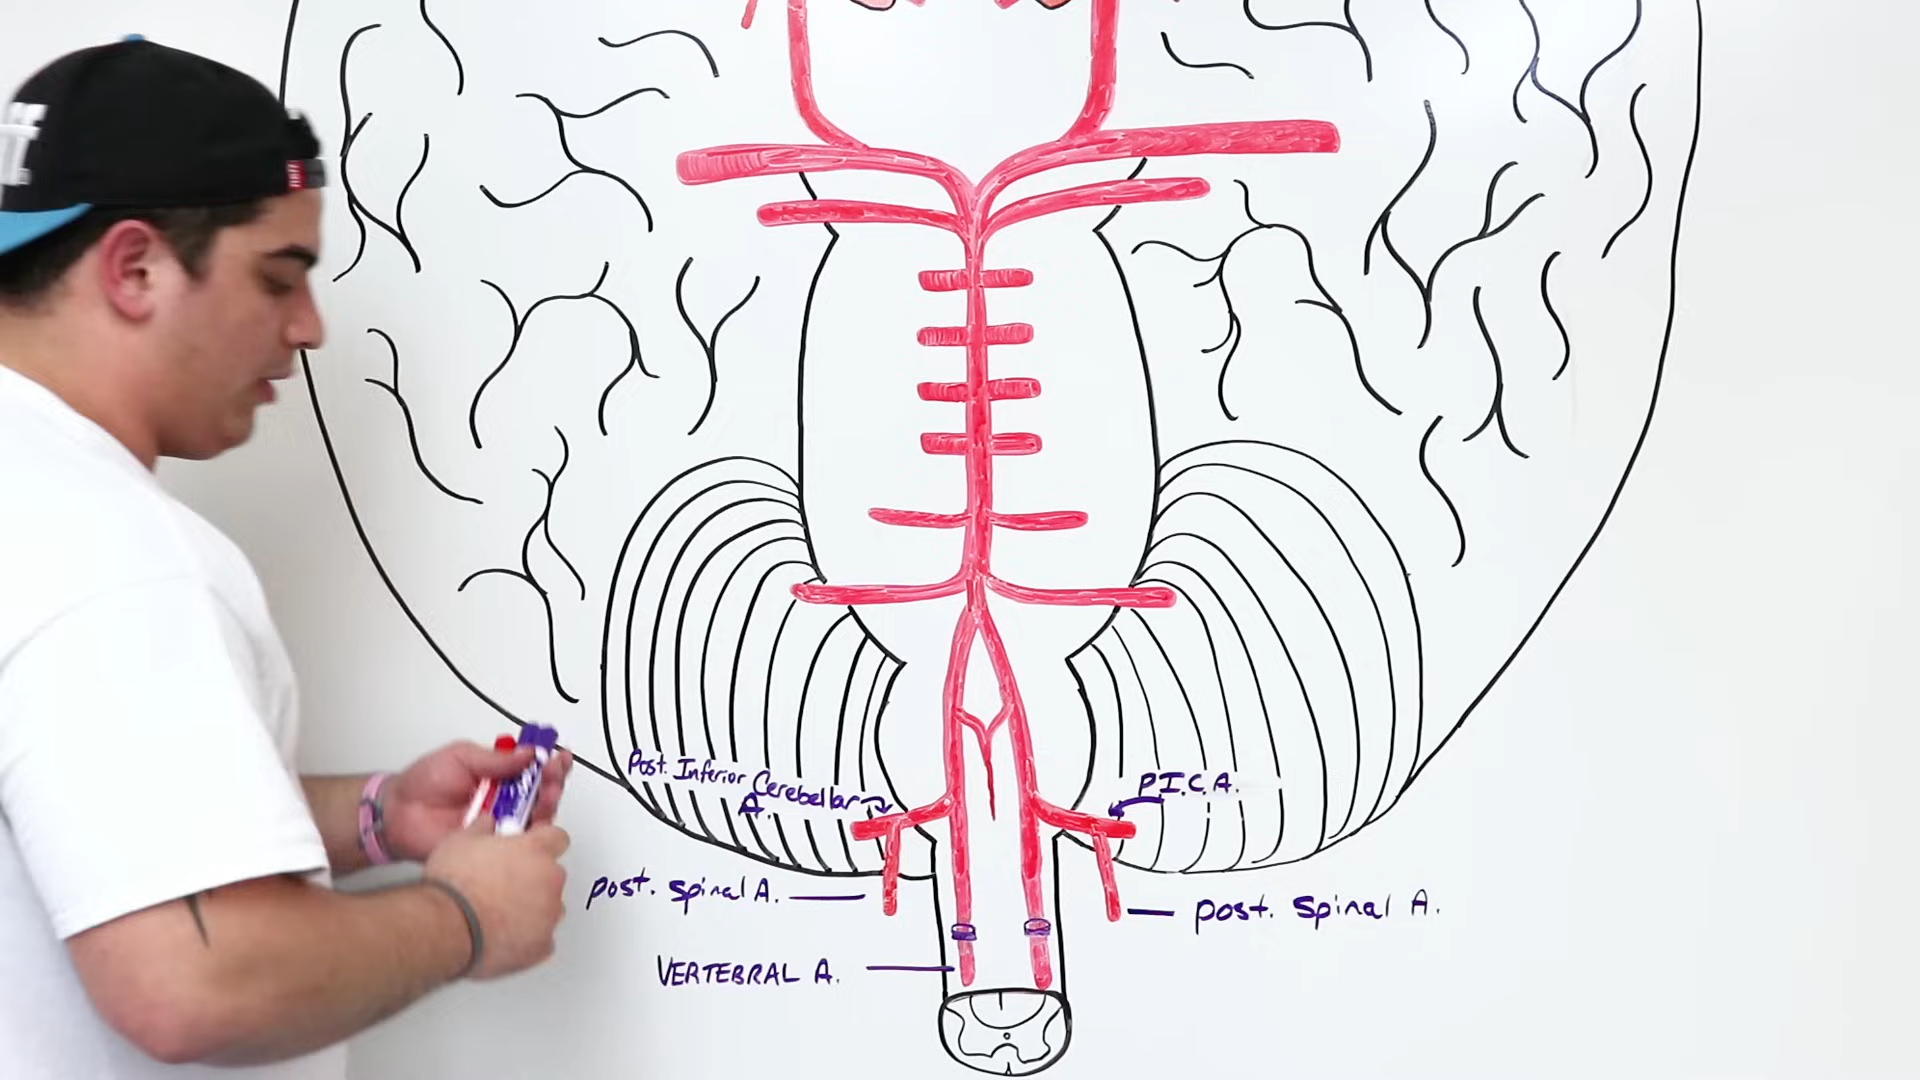 Post. Inferior Cerebellar
A.
P.I.C.A.
post. spinal A.
post. spinal A.
VERTEBRAL A.